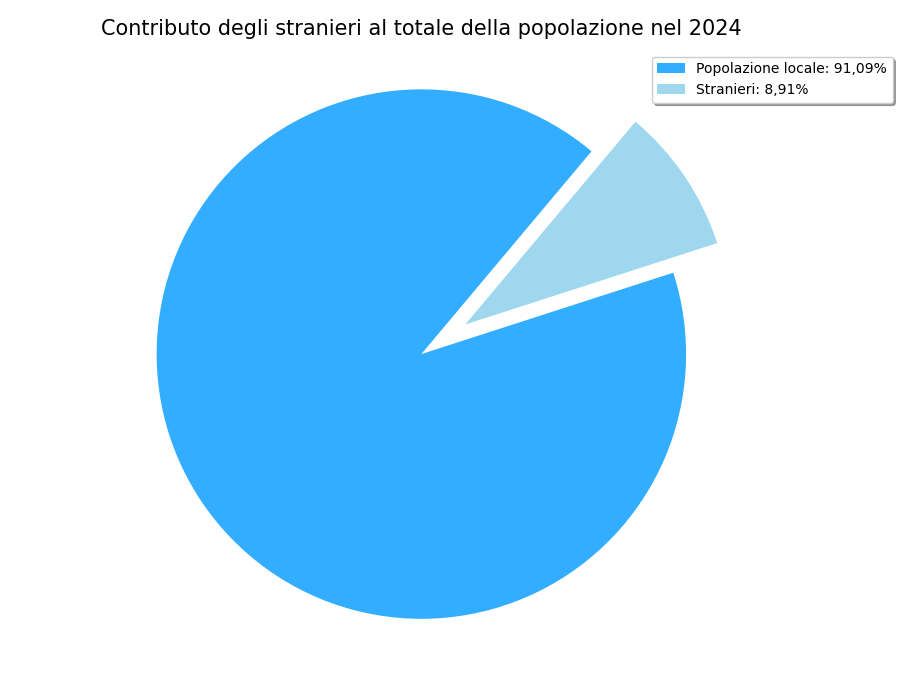 Contributo degli stranieri al totale della popolazione nel 2024
Popolazione locale: 91,09%
Stranieri: 8,91%